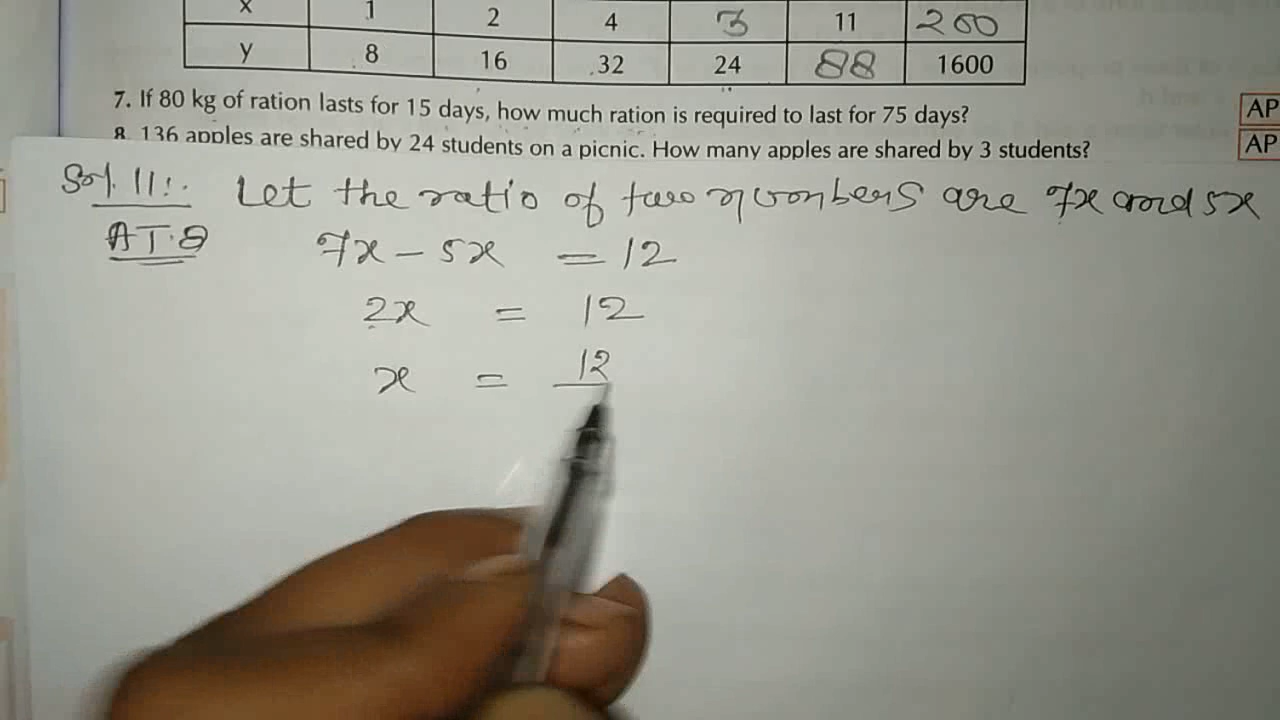 x 1 2 4 3 11 200
y 8 16 32 24 88 1600
7. If 80 kg of ration lasts for 15 days, how much ration is required to last for 75 days? AP
8. 136 apples are shared by 24 students on a picnic. How many apples are shared by 3 students? AP
Sol. 11:. Let the ratio of two numbers are 7x and 5x
A.T.Q 7x - 5x = 12
2x = 12
x = 12